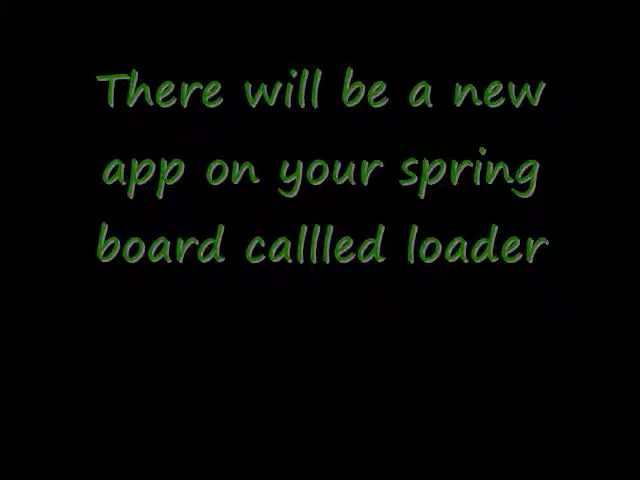 There will be a new
app on your spring
board callled loader